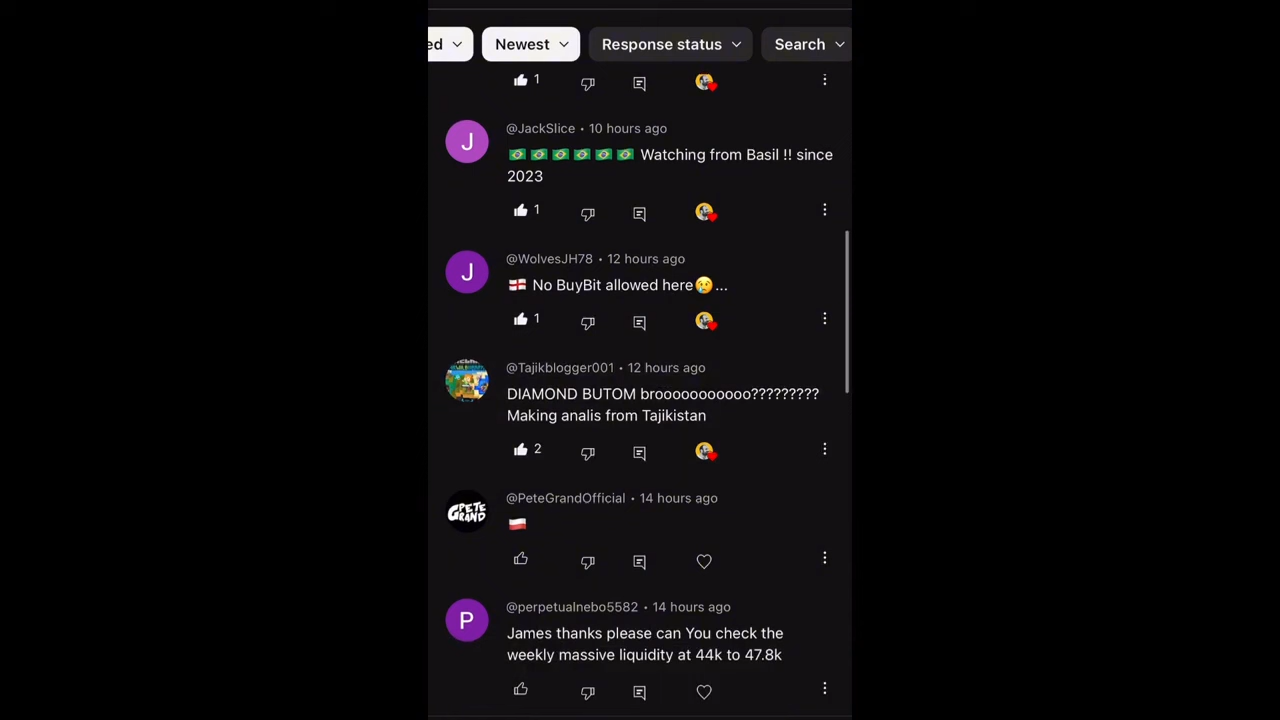 ed
Newest
Response status
Search
1
@JackSlice • 10 hours ago
🇧🇷 🇧🇷 🇧🇷 🇧🇷 🇧🇷 🇧🇷 Watching from Basil !! since
2023
1
J
@WolvesJH78 • 12 hours ago
🏴󠁧󠁢󠁥󠁮󠁧󠁿 No BuyBit allowed here😢...
1
J
@Tajikblogger001 • 12 hours ago
DIAMOND BUTOM brooooooooooo?????????
Making analis from Tajikistan
2
@PeteGrandOfficial • 14 hours ago
GPETE
GRAND
🇵🇱
@perpetualnebo5582 • 14 hours ago
P
James thanks please can You check the
weekly massive liquidity at 44k to 47.8k